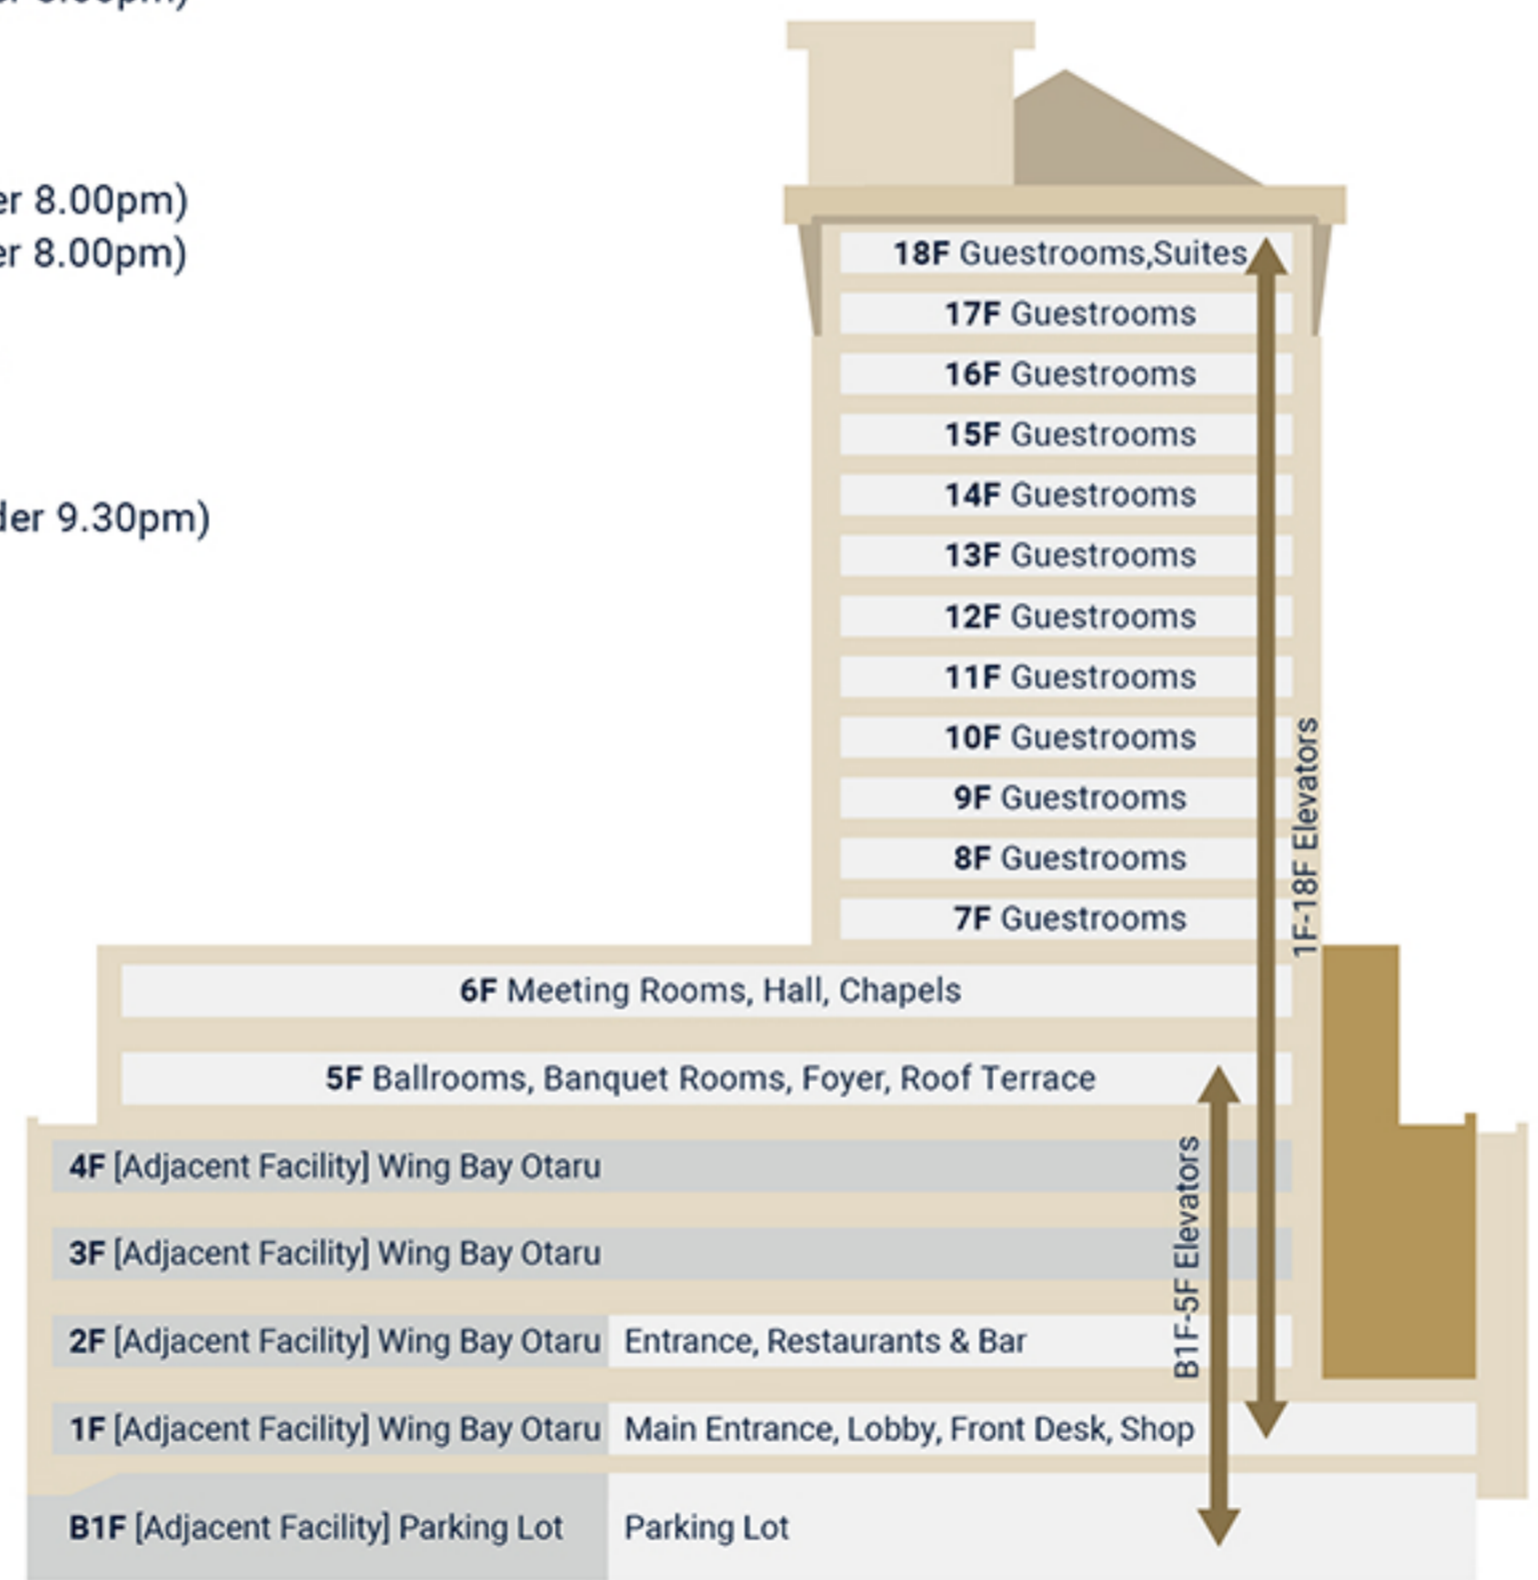 er 8.00pm)
er 8.00pm)
der 9.30pm)
18F Guestrooms,Suites
17F Guestrooms
16F Guestrooms
15F Guestrooms
14F Guestrooms
13F Guestrooms
12F Guestrooms
11F Guestrooms
10F Guestrooms
9F Guestrooms
8F Guestrooms
7F Guestrooms
1F-18F Elevators
6F Meeting Rooms, Hall, Chapels
5F Ballrooms, Banquet Rooms, Foyer, Roof Terrace
B1F-5F Elevators
4F [Adjacent Facility] Wing Bay Otaru
3F [Adjacent Facility] Wing Bay Otaru
2F [Adjacent Facility] Wing Bay Otaru Entrance, Restaurants & Bar
1F [Adjacent Facility] Wing Bay Otaru Main Entrance, Lobby, Front Desk, Shop
B1F [Adjacent Facility] Parking Lot Parking Lot